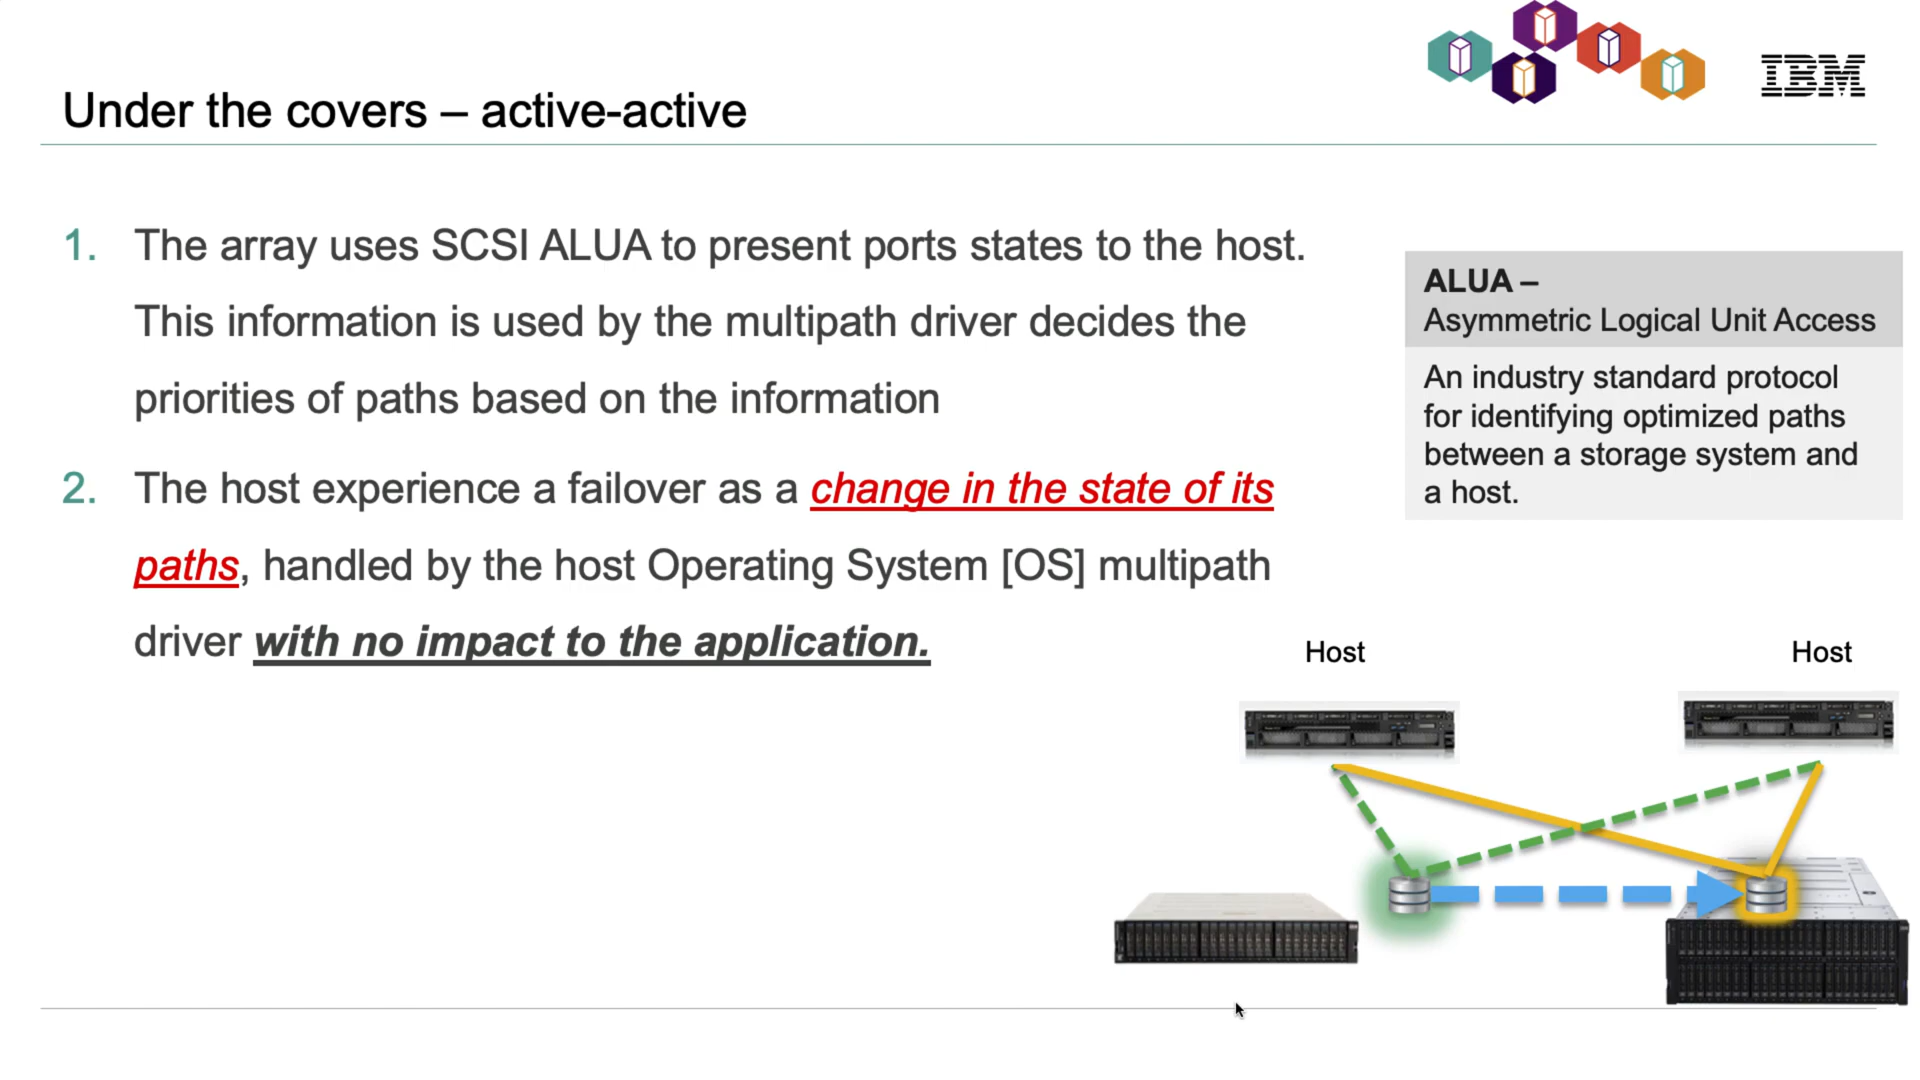 IBM
Under the covers – active-active
1. The array uses SCSI ALUA to present ports states to the host.
This information is used by the multipath driver decides the
priorities of paths based on the information
2. The host experience a failover as a change in the state of its
paths, handled by the host Operating System [OS] multipath
driver with no impact to the application.
ALUA –
Asymmetric Logical Unit Access
An industry standard protocol
for identifying optimized paths
between a storage system and
a host.
Host
Host